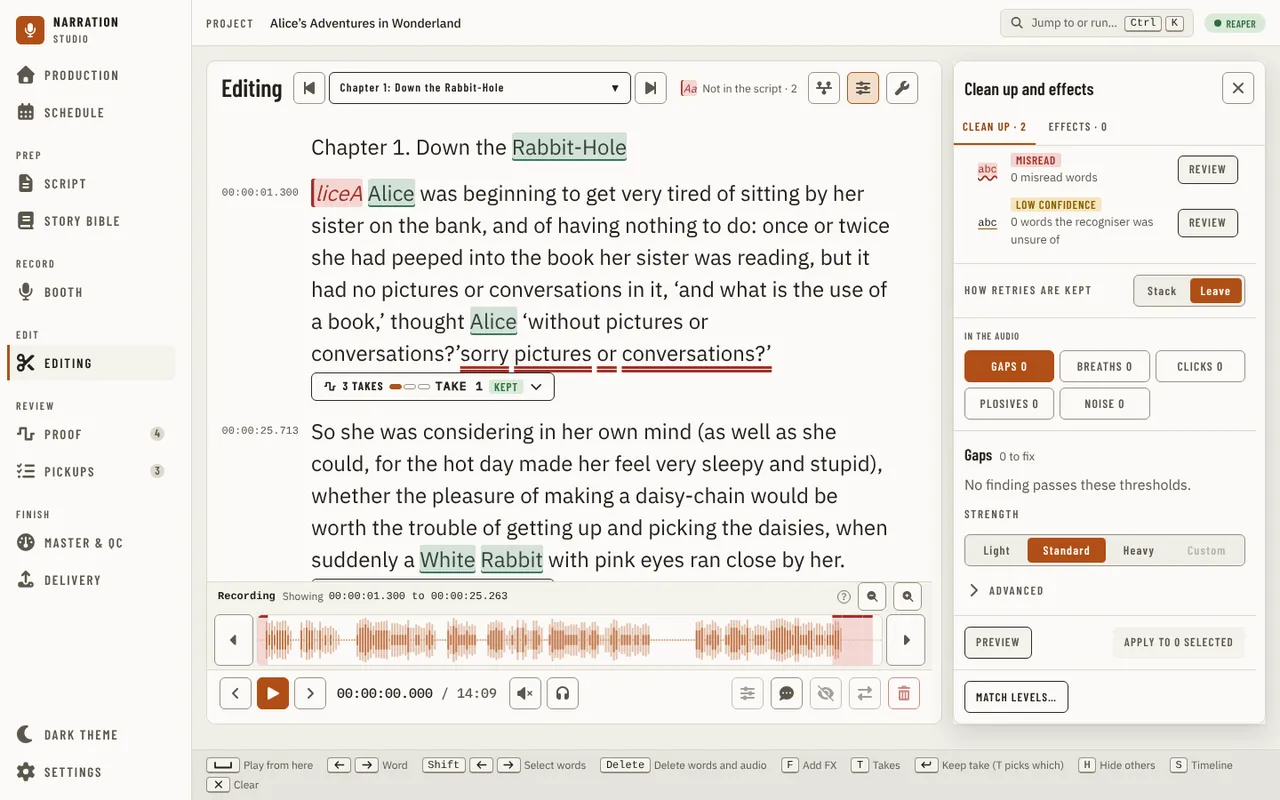 NARRATION
STUDIO
PRODUCTION
SCHEDULE
PREP
SCRIPT
STORY BIBLE
RECORD
BOOTH
EDIT
EDITING
REVIEW
PROOF 4
PICKUPS 3
FINISH
MASTER & QC
DELIVERY
DARK THEME
SETTINGS
PROJECT Alice’s Adventures in Wonderland
Jump to or run... Ctrl K
REAPER
Editing
Chapter 1: Down the Rabbit-Hole
Aa Not in the script · 2
Chapter 1. Down the Rabbit-Hole
00:00:01.300
liceA Alice was beginning to get very tired of sitting by her
sister on the bank, and of having nothing to do: once or twice
she had peeped into the book her sister was reading, but it
had no pictures or conversations in it, ‘and what is the use of
a book,’ thought Alice ‘without pictures or
conversations?’sorry pictures or conversations?’
3 TAKES TAKE 1 KEPT
00:00:25.713
So she was considering in her own mind (as well as she
could, for the hot day made her feel very sleepy and stupid),
whether the pleasure of making a daisy-chain would be
worth the trouble of getting up and picking the daisies, when
suddenly a White Rabbit with pink eyes ran close by her.
Recording Showing 00:00:01.300 to 00:00:25.263
?
00:00:00.000 / 14:09
Clean up and effects
CLEAN UP · 2 EFFECTS · 0
abc MISREAD
0 misread words
REVIEW
abc LOW CONFIDENCE
0 words the recogniser was
unsure of
REVIEW
HOW RETRIES ARE KEPT Stack Leave
IN THE AUDIO
GAPS 0 BREATHS 0 CLICKS 0
PLOSIVES 0 NOISE 0
Gaps 0 to fix
No finding passes these thresholds.
STRENGTH
Light Standard Heavy Custom
ADVANCED
PREVIEW APPLY TO 0 SELECTED
MATCH LEVELS...
Play from here Word Shift Select words Delete Delete words and audio F Add FX T Takes Keep take (T picks which) H Hide others S Timeline
Clear